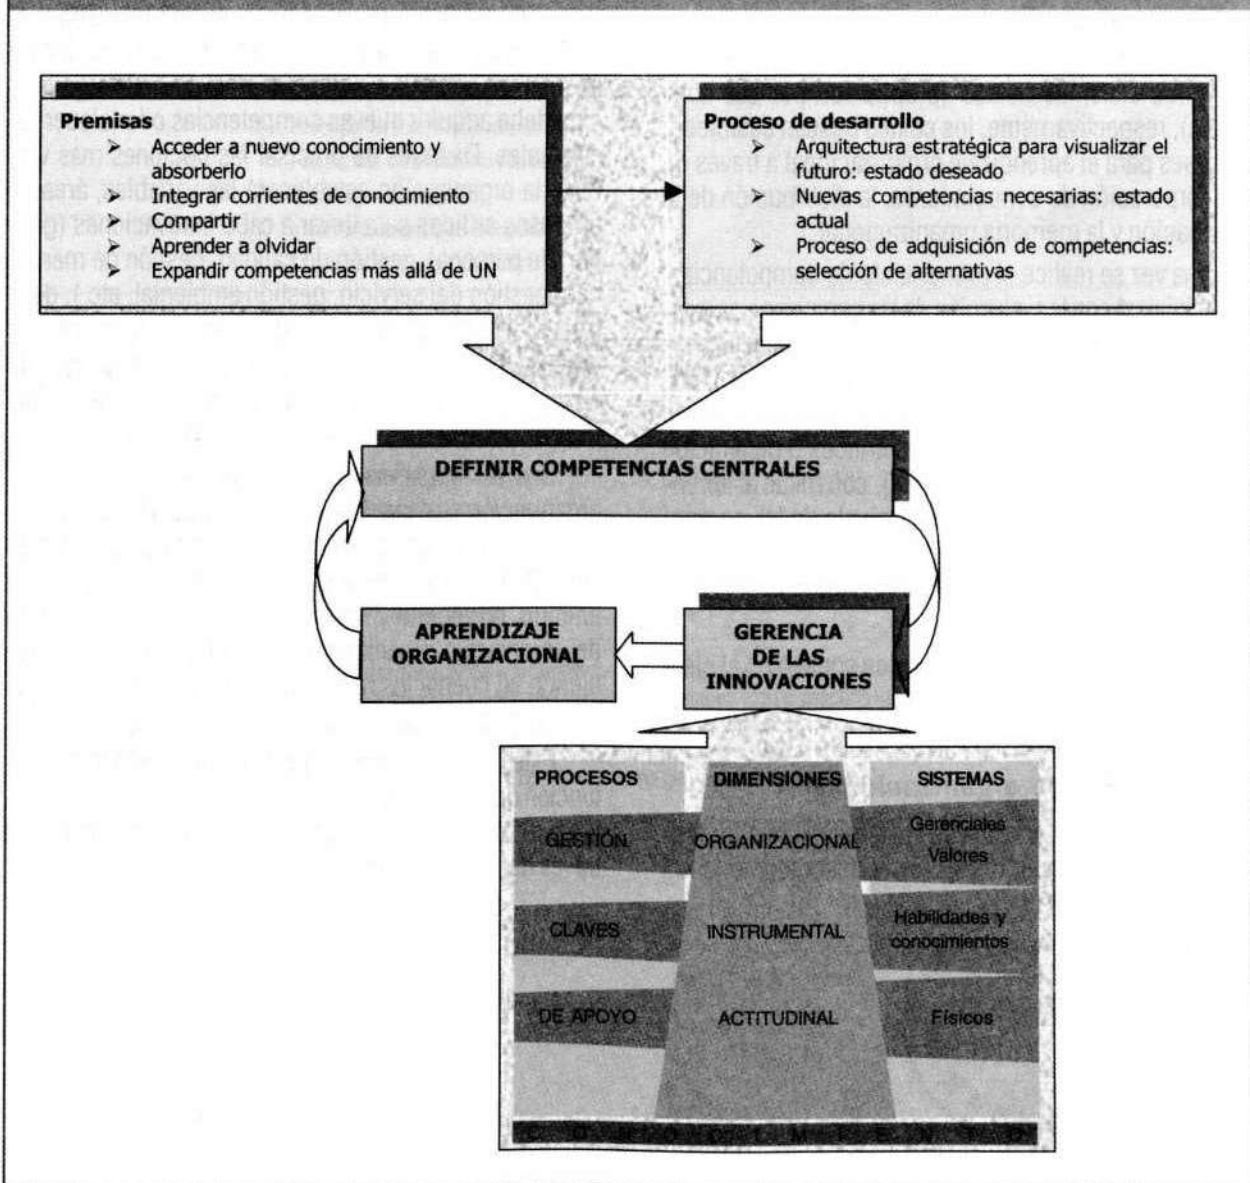 Premisas
➢ Acceder a nuevo conocimiento y
absorberlo
➢ Integrar corrientes de conocimiento
➢ Compartir
➢ Aprender a olvidar
➢ Expandir competencias más allá de UN
Proceso de desarrollo
➢ Arquitectura estratégica para visualizar el
futuro: estado deseado
➢ Nuevas competencias necesarias: estado
actual
➢ Proceso de adquisición de competencias:
selección de alternativas
DEFINIR COMPETENCIAS CENTRALES
APRENDIZAJE
ORGANIZACIONAL
GERENCIA
DE LAS
INNOVACIONES
PROCESOS DIMENSIONES SISTEMAS
GESTIÓN ORGANIZACIONAL Gerenciales
Valores
CLAVES INSTRUMENTAL Habilidades y
conocimientos
DE APOYO ACTITUDINAL Físicos
C O N O C I M I E N T O